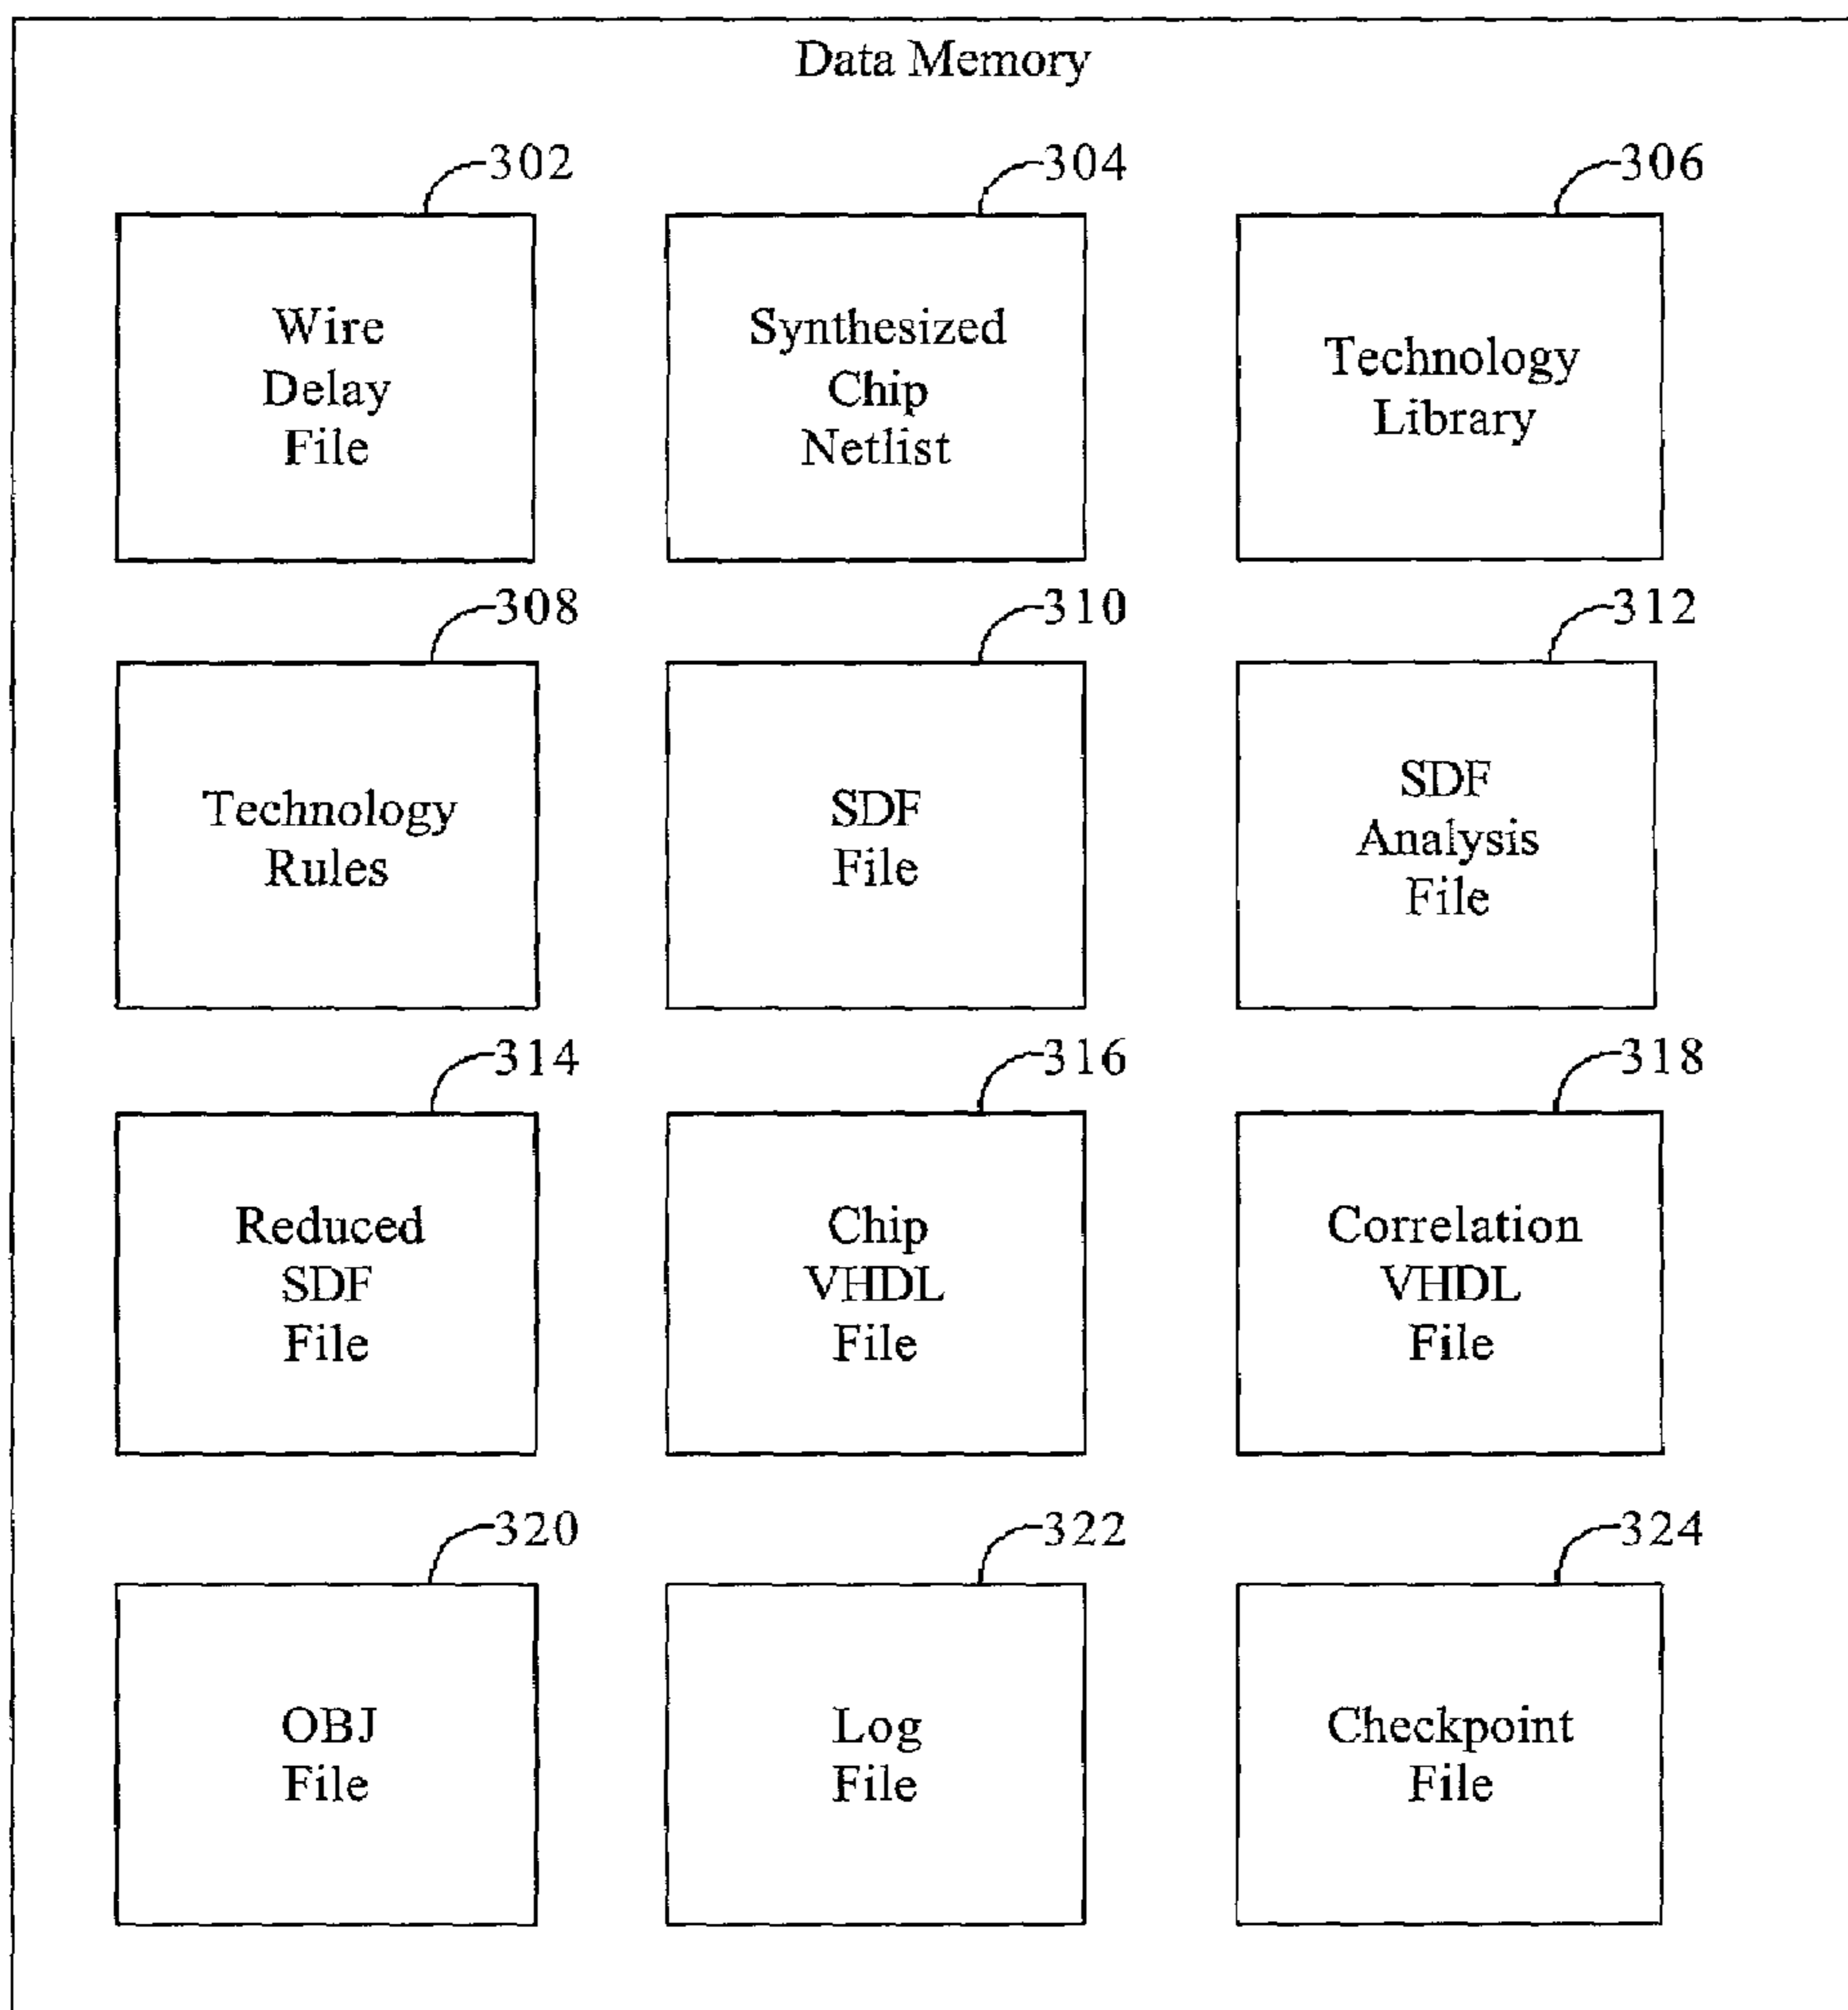 Data Memory
302
304
306
Wire
Delay
File
Synthesized
Chip
Netlist
Technology
Library
308
310
312
Technology
Rules
SDF
File
SDF
Analysis
File
314
316
318
Reduced
SDF
File
Chip
VHDL
File
Correlation
VHDL
File
320
322
324
OBJ
File
Log
File
Checkpoint
File